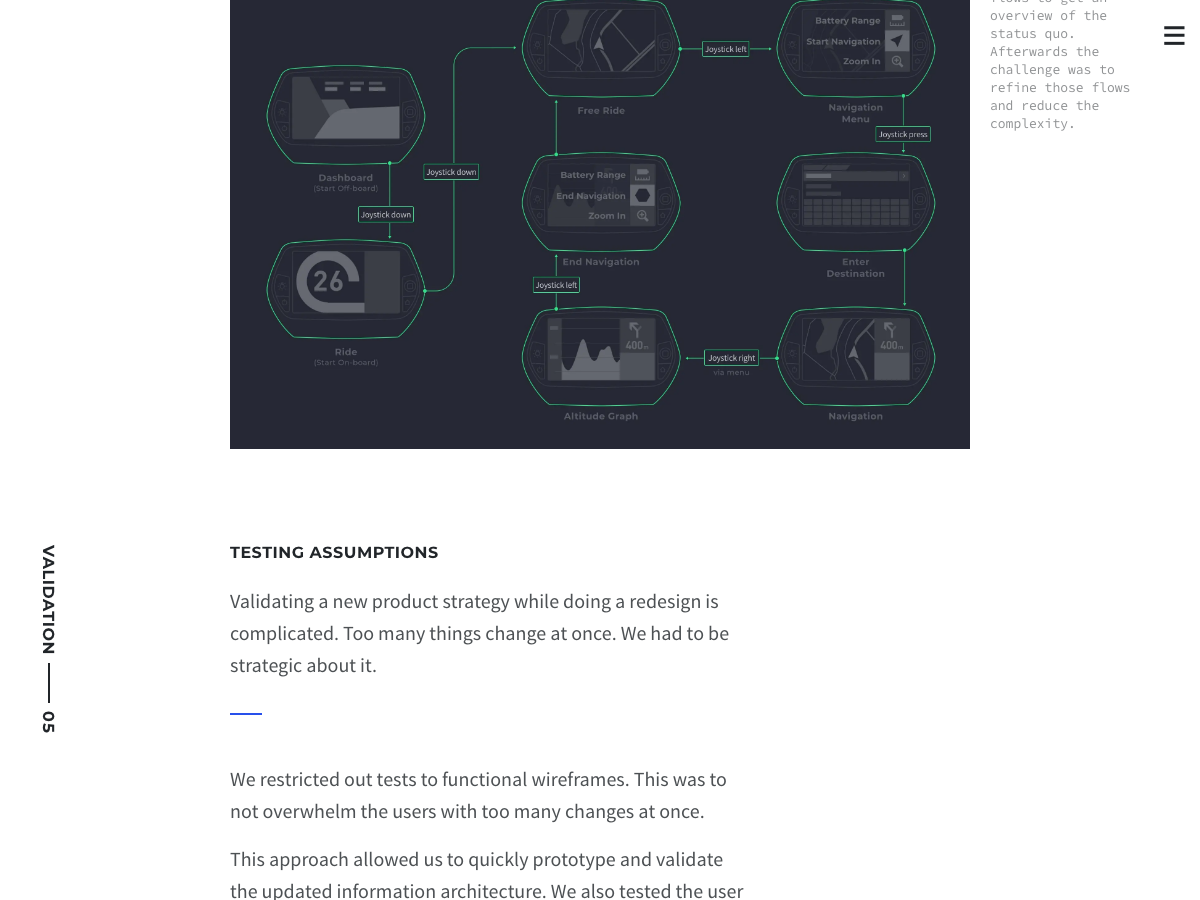 flows to get an
overview of the
status quo.
Afterwards the
challenge was to
refine those flows
and reduce the
complexity.
Battery Range
Start Navigation
Zoom In
Joystick left
Free Ride
Navigation
Menu
Joystick press
Dashboard
(Start Off-board)
Joystick down
Joystick down
Battery Range
End Navigation
Zoom In
End Navigation
Enter
Destination
26
Joystick left
Ride
(Start On-board)
400m
400m
Joystick right
via menu
Altitude Graph
Navigation
VALIDATION
05
TESTING ASSUMPTIONS
Validating a new product strategy while doing a redesign is
complicated. Too many things change at once. We had to be
strategic about it.
We restricted out tests to functional wireframes. This was to
not overwhelm the users with too many changes at once.
This approach allowed us to quickly prototype and validate
the updated information architecture. We also tested the user